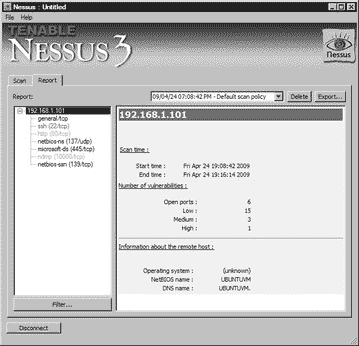 Nessus : Untitled
File Help
TENABLE
NESSUS 3
Nessus
Scan Report
Report: 09/04/24 07:08:42 PM - Default scan policy Delete Export...
192.168.1.101
general/tcp
ssh (22/tcp)
http (80/tcp)
netbios-ns (137/udp)
microsoft-ds (445/tcp)
ndmp (10000/tcp)
netbios-ssn (139/tcp)
Filter...
192.168.1.101
Scan time :
Start time : Fri Apr 24 19:08:42 2009
End time : Fri Apr 24 19:16:14 2009
Number of vulnerabilities :
Open ports : 6
Low : 15
Medium : 3
High : 1
Information about the remote host :
Operating system : (unknown)
NetBIOS name : UBUNTUVM
DNS name : UBUNTUVM.
Disconnect